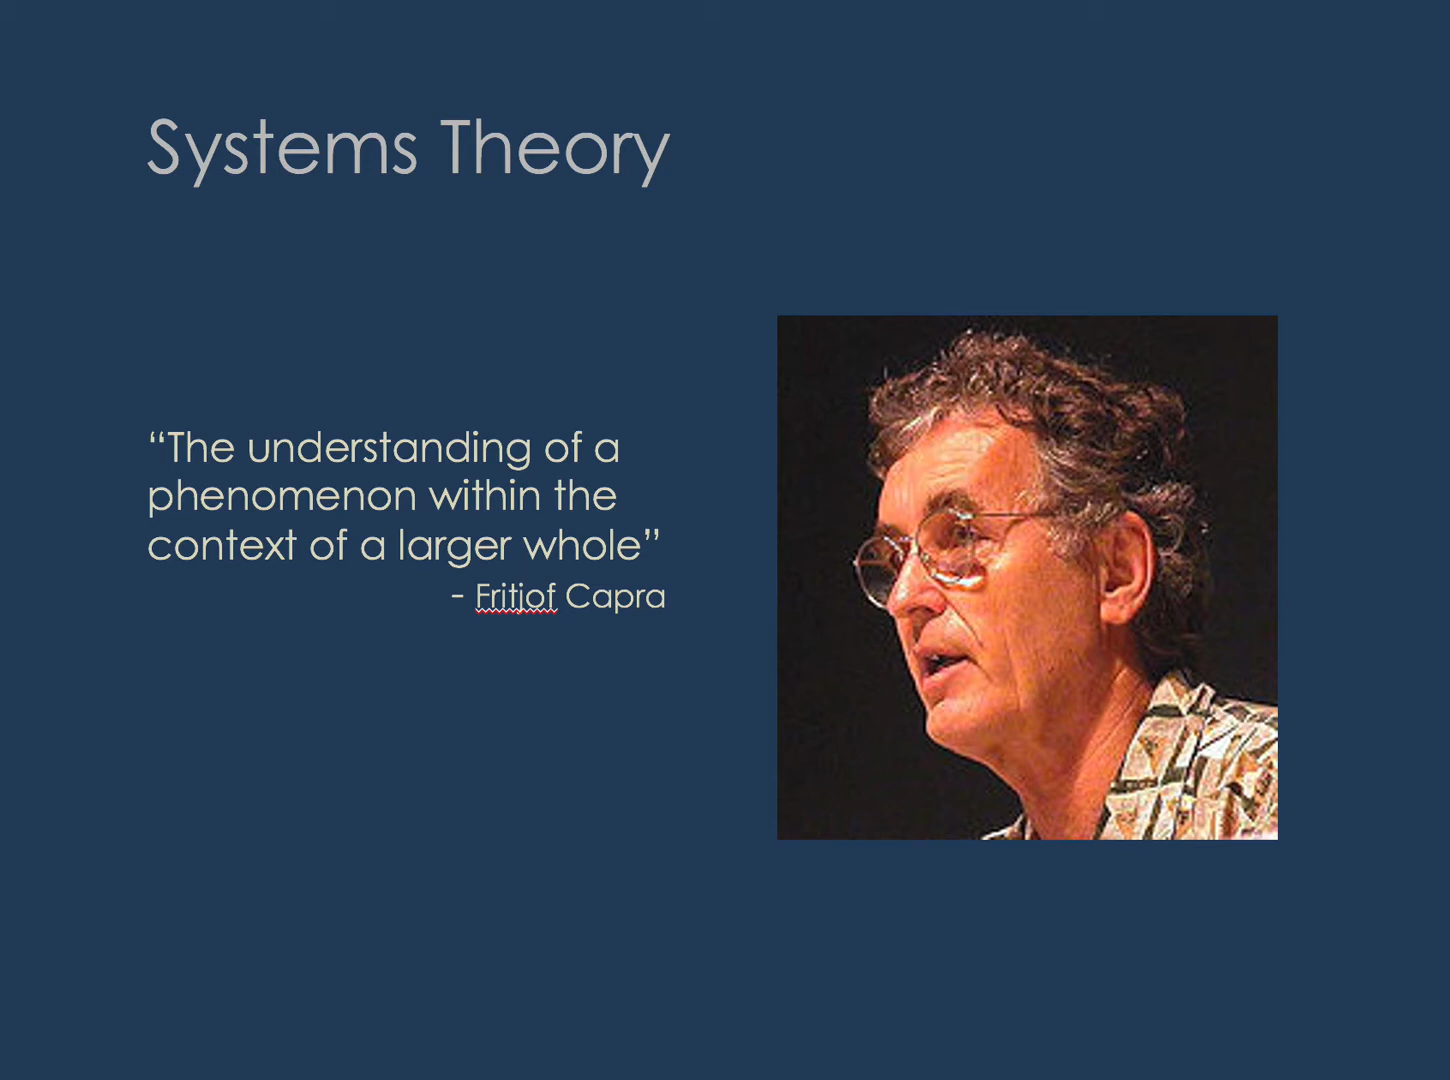 Systems Theory
“The understanding of a
phenomenon within the
context of a larger whole”
- Fritjof Capra